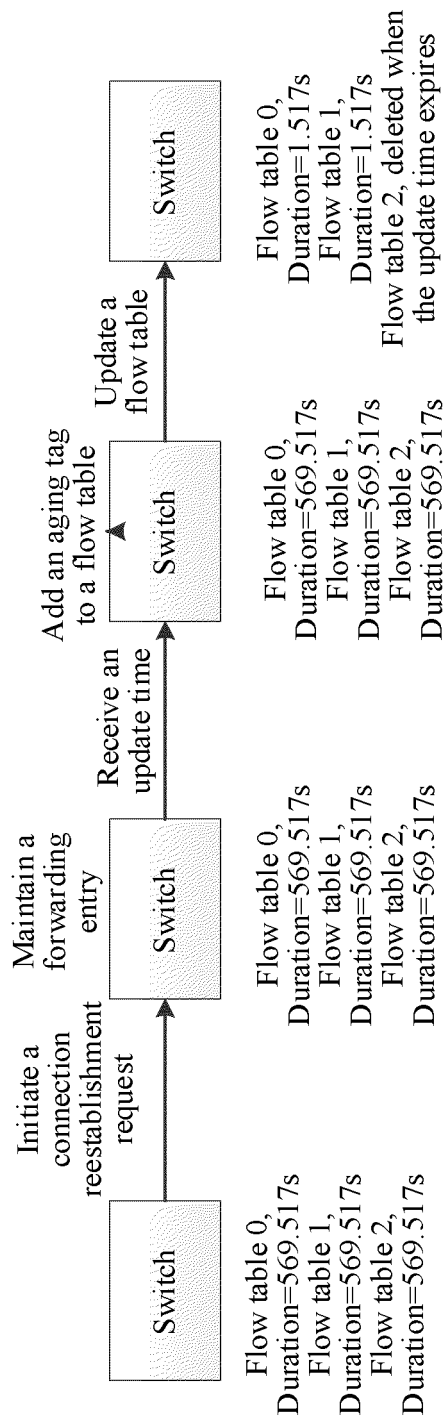 Switch
Flow table 0,
Duration=569.517s
Flow table 1,
Duration=569.517s
Flow table 2,
Duration=569.517s
Initiate a
connection
reestablishment
request
Maintain a
forwarding
entry
Switch
Flow table 0,
Duration=569.517s
Flow table 1,
Duration=569.517s
Flow table 2,
Duration=569.517s
Receive an
update time
Add an aging tag
to a flow table
Switch
Flow table 0,
Duration=569.517s
Flow table 1,
Duration=569.517s
Flow table 2,
Duration=569.517s
Update a
flow table
Switch
Flow table 0,
Duration=1.517s
Flow table 1,
Duration=1.517s
Flow table 2, deleted when
the update time expires